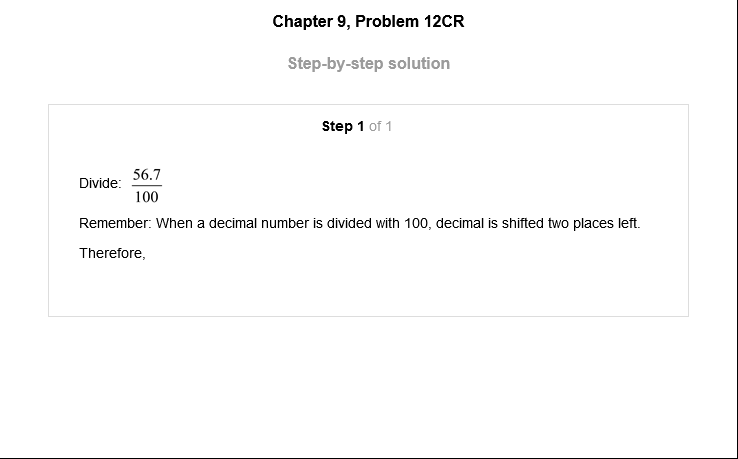 Chapter 9, Problem 12CR
Step-by-step solution
Step 1 of 1
Divide: 56.7/100
Remember: When a decimal number is divided with 100, decimal is shifted two places left.
Therefore,